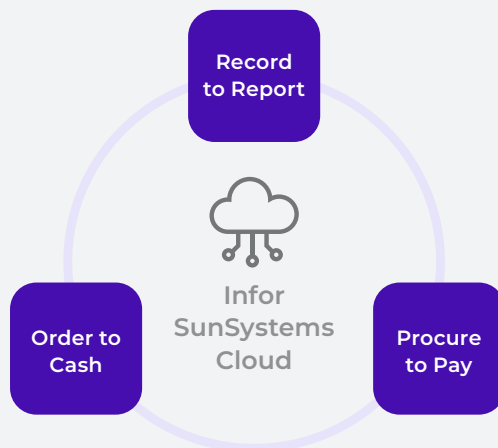 Record
to Report
Infor
SunSystems
Cloud
Order to
Cash
Procure
to Pay